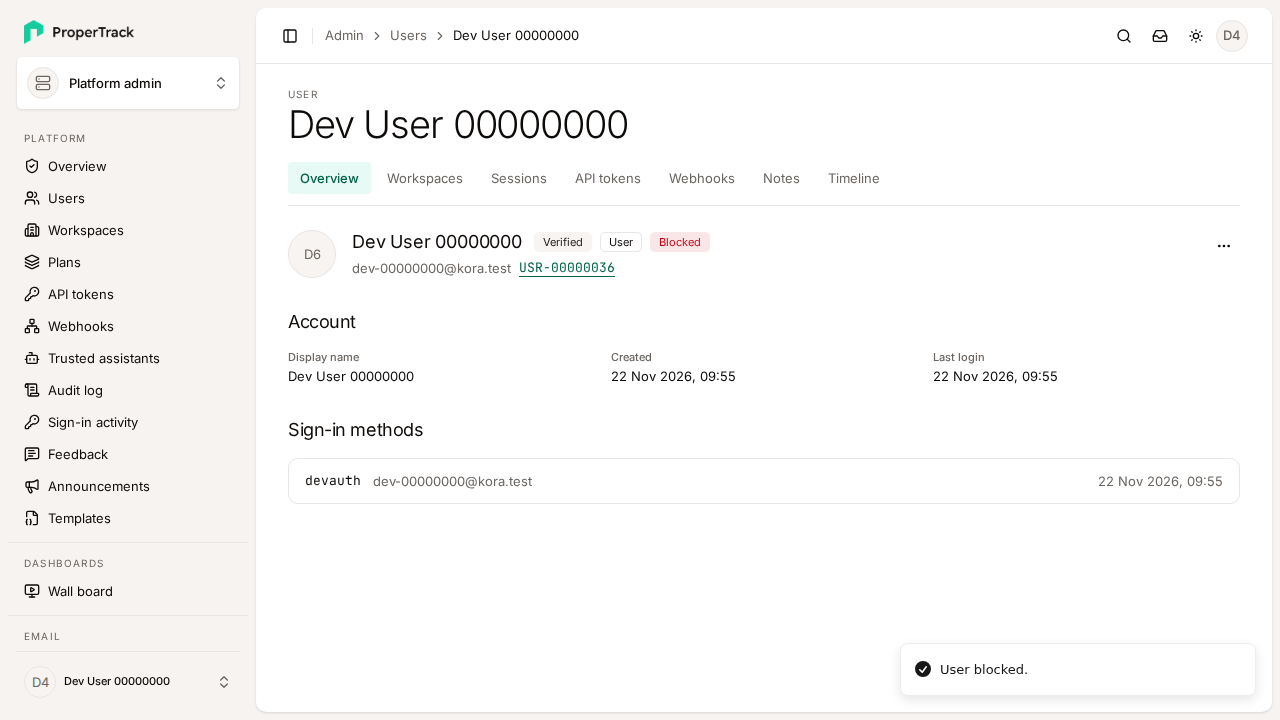 ProperTrack
Platform admin
PLATFORM
Overview
Users
Workspaces
Plans
API tokens
Webhooks
Trusted assistants
Audit log
Sign-in activity
Feedback
Announcements
Templates
DASHBOARDS
Wall board
EMAIL
D4 Dev User 00000000
Admin > Users > Dev User 00000000
D4
USER
Dev User 00000000
Overview Workspaces Sessions API tokens Webhooks Notes Timeline
D6
Dev User 00000000 Verified User Blocked
dev-00000000@kora.test USR-00000036
Account
Display name Created Last login
Dev User 00000000 22 Nov 2026, 09:55 22 Nov 2026, 09:55
Sign-in methods
devauth dev-00000000@kora.test 22 Nov 2026, 09:55
User blocked.